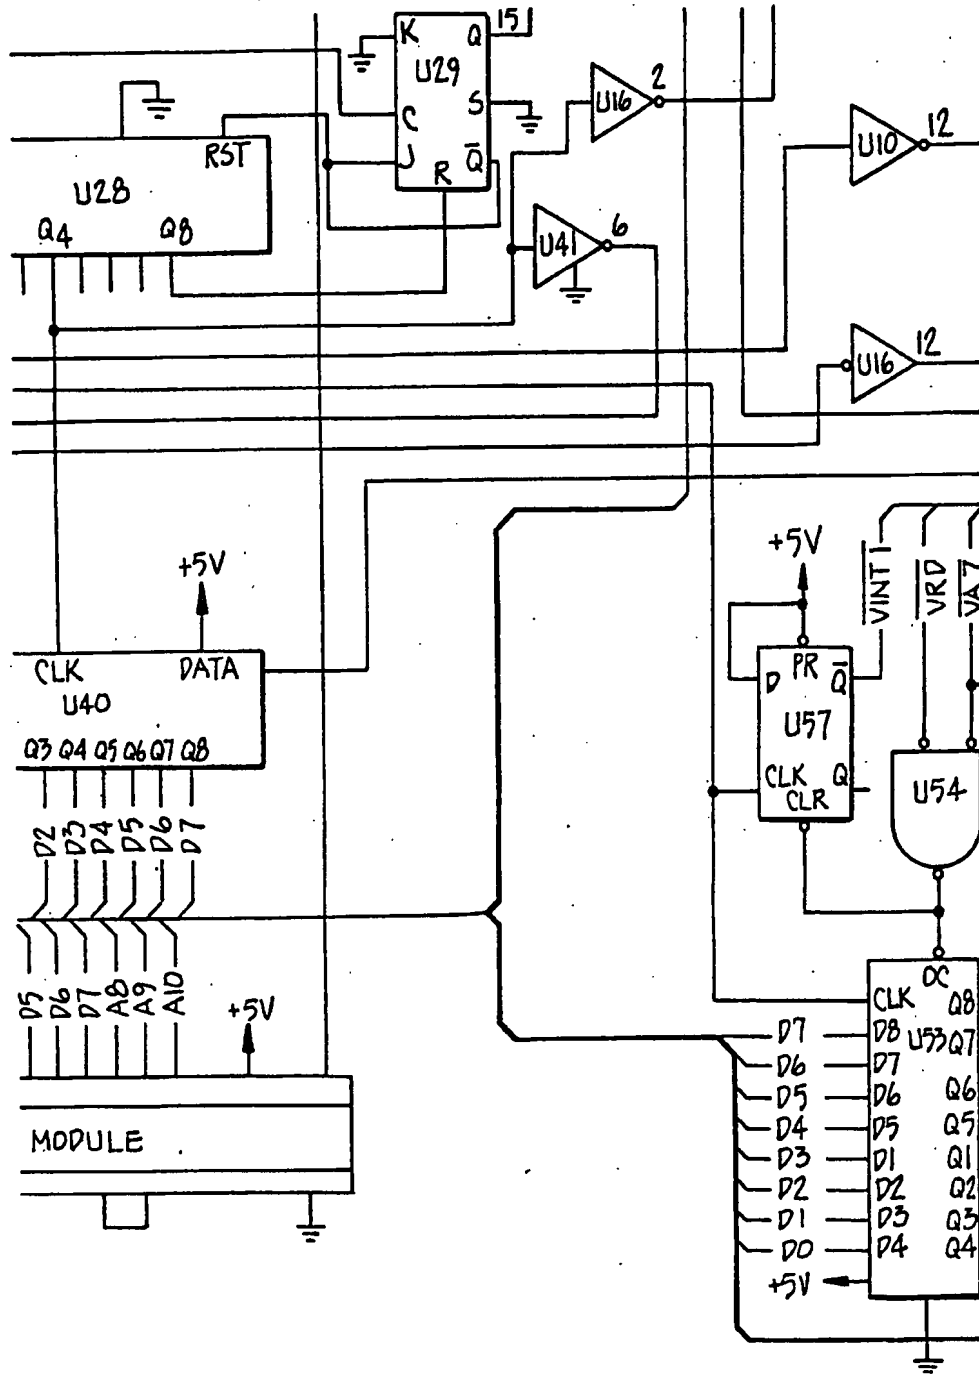 K Q 15
U29
C S
J Q
R
U16 2
U10 12
RST
U28
Q4 Q8
U41 6
U16 12
+5V
CLK DATA
U40
Q3 Q4 Q5 Q6 Q7 Q8
D2 D3 D4 D5 D6 D7
D5 D6 D7 A8 A9 A10
+5V
MODULE
+5V
VINT 1
VRD
VA7
PR
D Q
U57
CLK Q
CLR
U54
OC
CLK Q8
D7 D8 U53 Q7
D6 D7
D5 D6 Q6
D4 D5 Q5
D3 D1 Q1
D2 D2 Q2
D1 D3 Q3
D0 D4 Q4
+5V